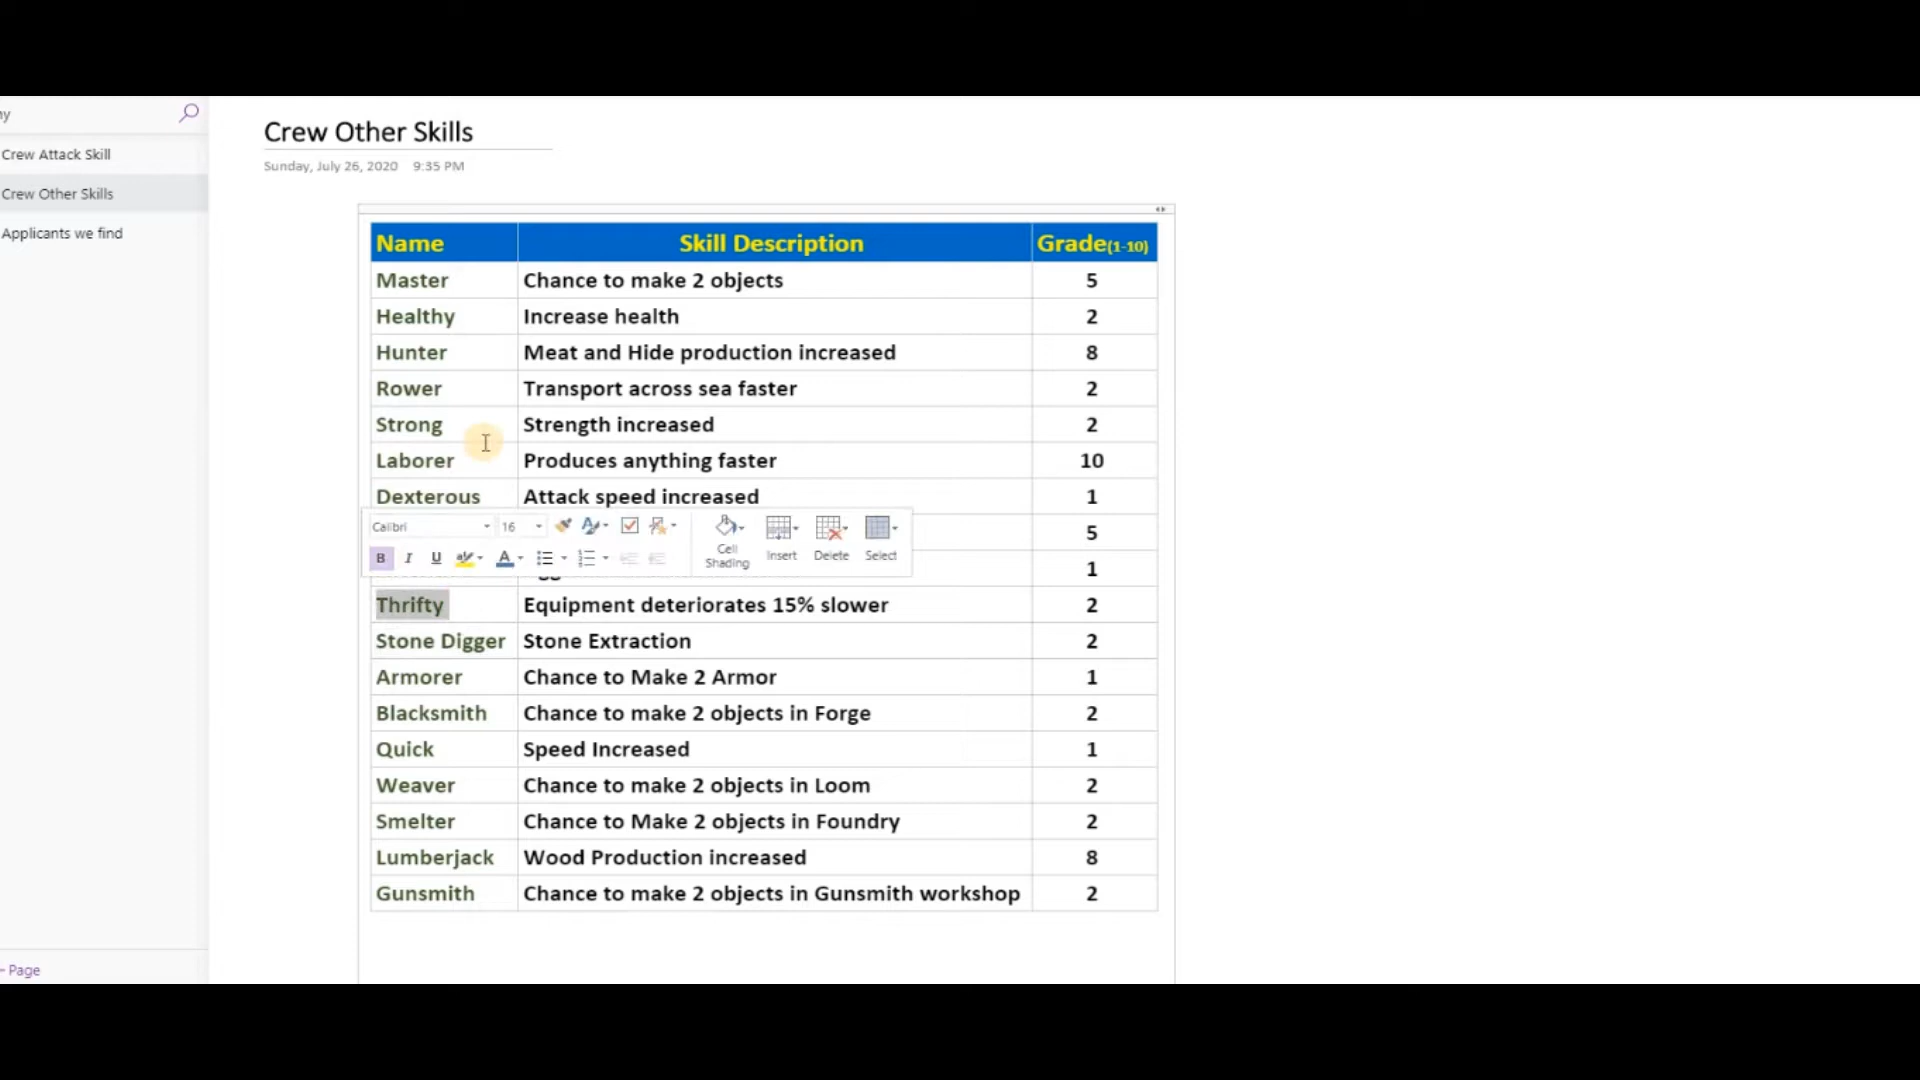 ny
Crew Attack Skill
Crew Other Skills
Applicants we find
Page
Crew Other Skills
Sunday, July 26, 2020 9:35 PM
Name Skill Description Grade(1-10)
Master Chance to make 2 objects 5
Healthy Increase health 2
Hunter Meat and Hide production increased 8
Rower Transport across sea faster 2
Strong Strength increased 2
Laborer Produces anything faster 10
Dexterous Attack speed increased 1
5
1
Calibri 16
B I U
Cell Shading Insert Delete Select
Thrifty Equipment deteriorates 15% slower 2
Stone Digger Stone Extraction 2
Armorer Chance to Make 2 Armor 1
Blacksmith Chance to make 2 objects in Forge 2
Quick Speed Increased 1
Weaver Chance to make 2 objects in Loom 2
Smelter Chance to Make 2 objects in Foundry 2
Lumberjack Wood Production increased 8
Gunsmith Chance to make 2 objects in Gunsmith workshop 2